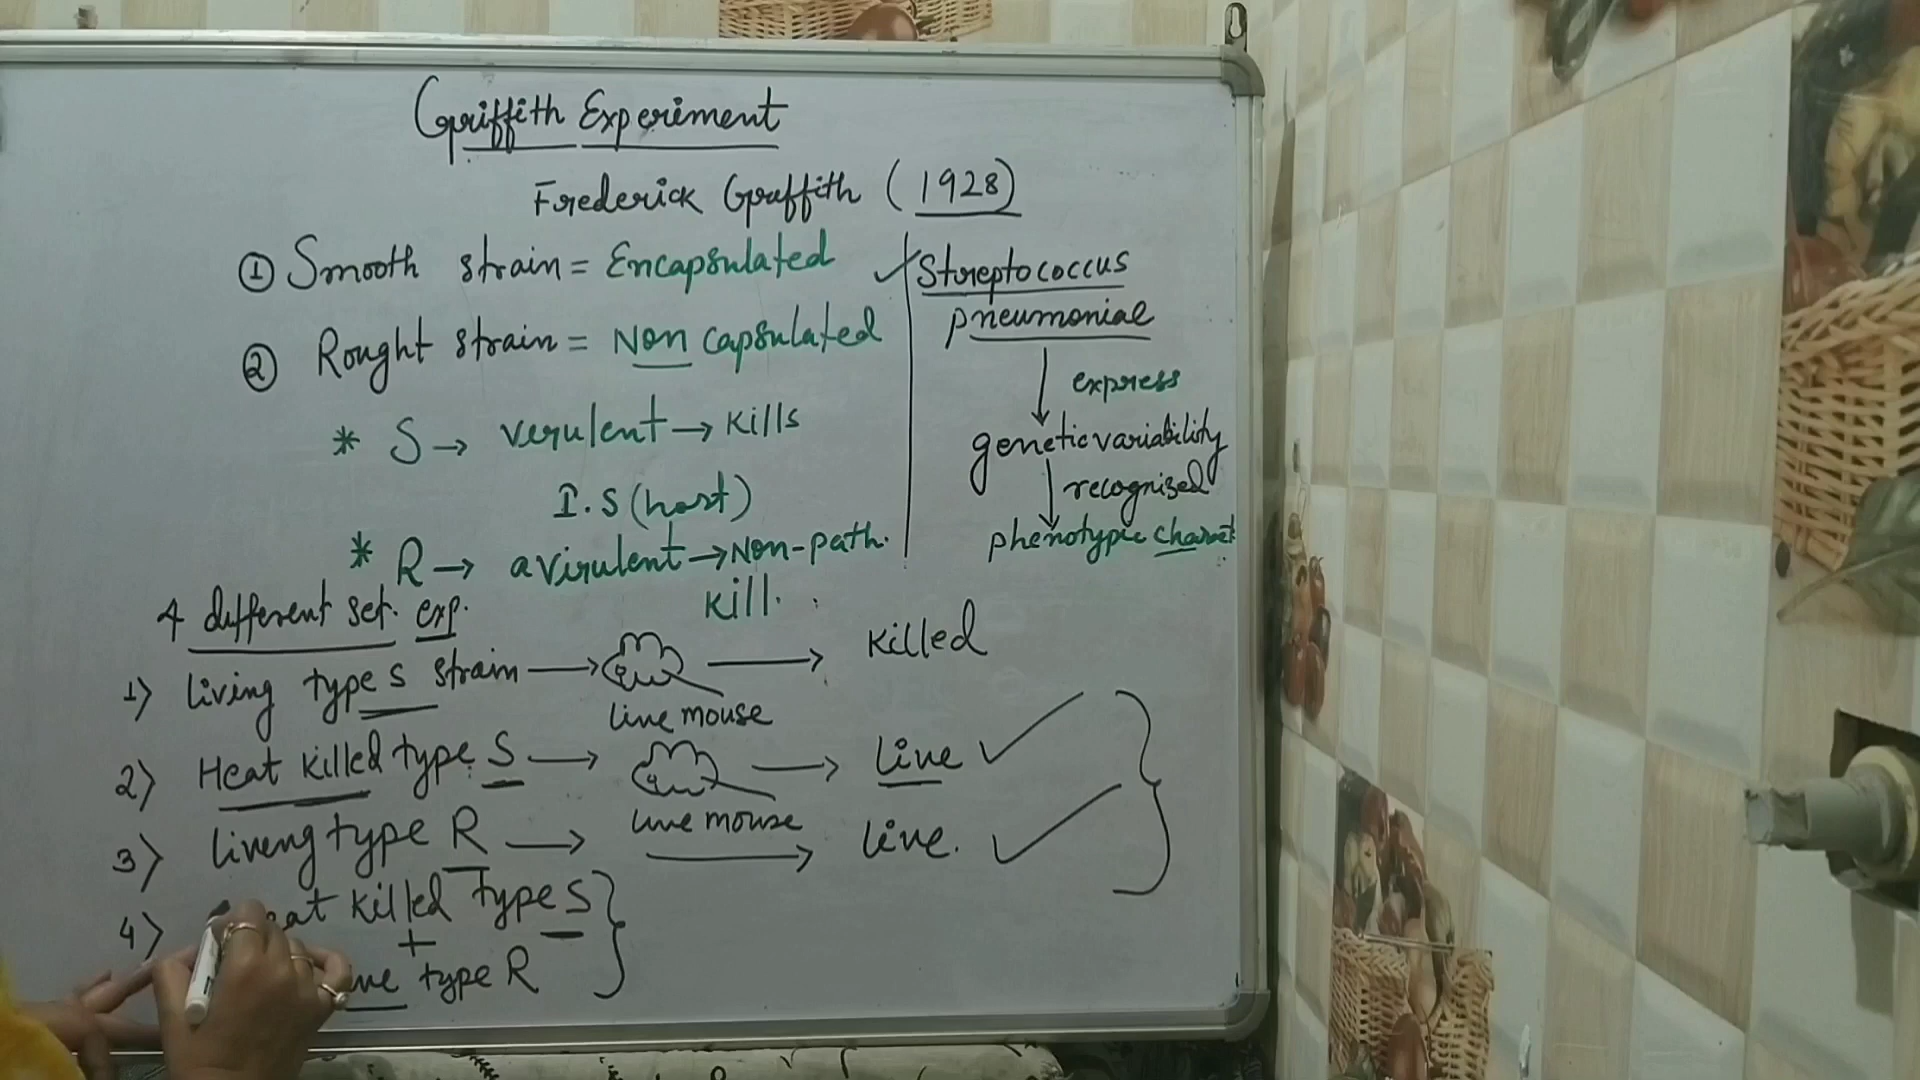 Griffith Experiment
Frederick Griffith (1928)
① Smooth strain = Encapsulated
② Rought strain = Non capsulated
* S → verulent → kills
I.S (host)
* R → avirulent → Non-path.
kill.
✓ Streptococcus
pneumoniae
↓ express
genetic variability
↓ recognised
phenotypic charact
4 different set. exp.
1) living type S strain → → Killed
live mouse
2) Heat killed type S → → live ✓
live mouse
3) liveng type R → → live. ✓
4) eat killed type S
+
type R